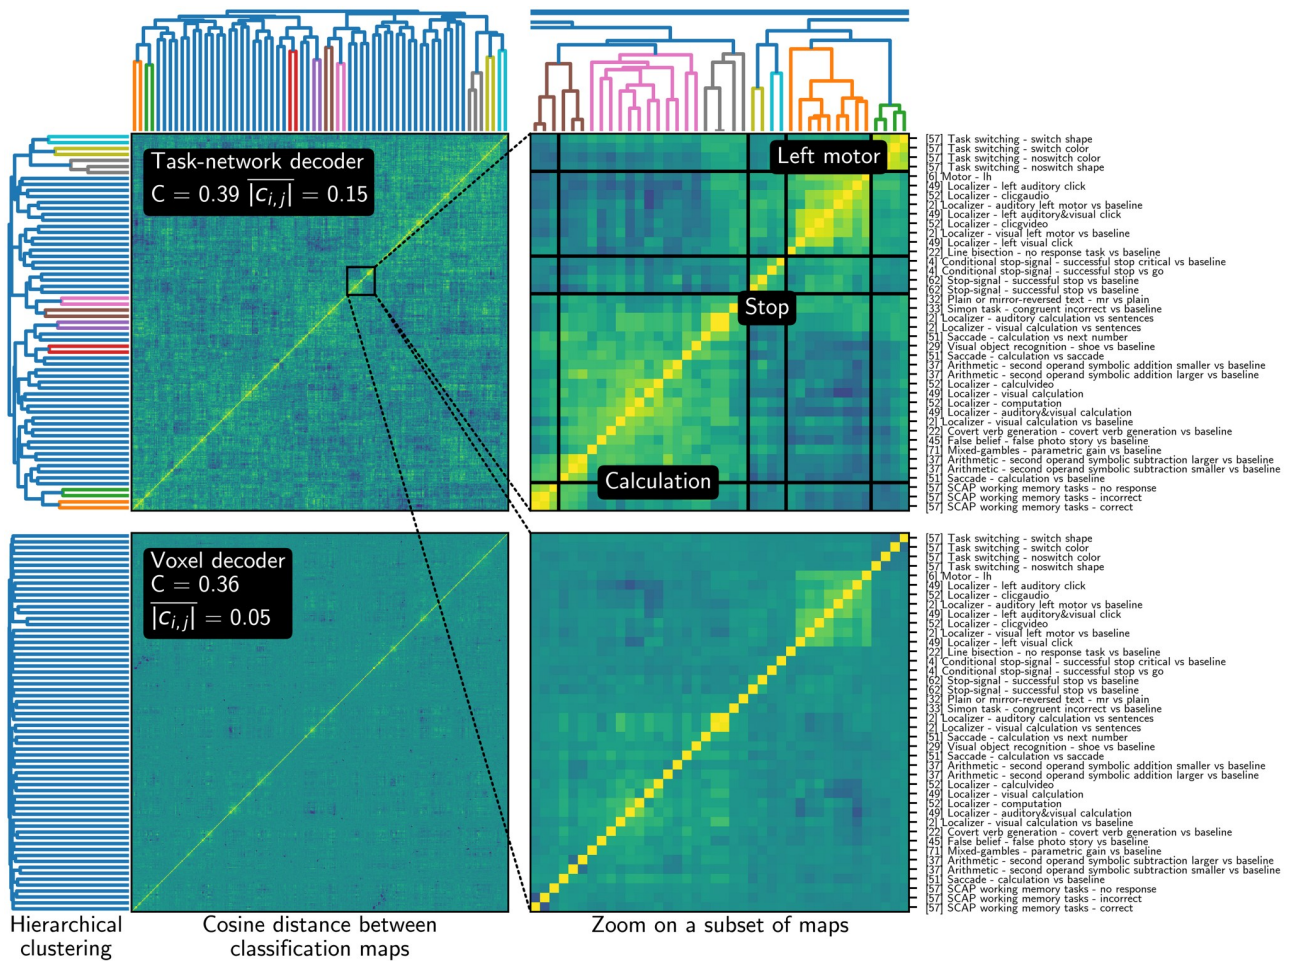 Task-network decoder
C = 0.39 |c_{i,j}| = 0.15
Left motor
Stop
Calculation
[57] Task switching - switch shape
[57] Task switching - switch color
[57] Task switching - noswitch color
[57] Task switching - noswitch shape
[6] Motor - lh
[49] Localizer - left auditory click
[52] Localizer - clicgaudio
[2] Localizer - auditory left motor vs baseline
[49] Localizer - left auditory&visual click
[52] Localizer - clicgvideo
[2] Localizer - visual left motor vs baseline
[49] Localizer - left visual click
[22] Line bisection - no response task vs baseline
[4] Conditional stop-signal - successful stop critical vs baseline
[4] Conditional stop-signal - successful stop vs go
[62] Stop-signal - successful stop vs baseline
[62] Stop-signal - successful stop vs baseline
[32] Plain or mirror-reversed text - mr vs plain
[33] Simon task - congruent incorrect vs baseline
[2] Localizer - auditory calculation vs sentences
[2] Localizer - visual calculation vs sentences
[51] Saccade - calculation vs next number
[29] Visual object recognition - shoe vs baseline
[51] Saccade - calculation vs saccade
[37] Arithmetic - second operand symbolic addition smaller vs baseline
[37] Arithmetic - second operand symbolic addition larger vs baseline
[52] Localizer - calculvideo
[49] Localizer - visual calculation
[52] Localizer - computation
[49] Localizer - auditory&visual calculation
[2] Localizer - visual calculation vs baseline
[22] Covert verb generation - covert verb generation vs baseline
[45] False belief - false photo story vs baseline
[71] Mixed-gambles - parametric gain vs baseline
[37] Arithmetic - second operand symbolic subtraction larger vs baseline
[37] Arithmetic - second operand symbolic subtraction smaller vs baseline
[51] Saccade - calculation vs baseline
[57] SCAP working memory tasks - no response
[57] SCAP working memory tasks - incorrect
[57] SCAP working memory tasks - correct
Voxel decoder
C = 0.36
|c_{i,j}| = 0.05
[57] Task switching - switch shape
[57] Task switching - switch color
[57] Task switching - noswitch color
[57] Task switching - noswitch shape
[6] Motor - lh
[49] Localizer - left auditory click
[52] Localizer - clicgaudio
[2] Localizer - auditory left motor vs baseline
[49] Localizer - left auditory&visual click
[52] Localizer - clicgvideo
[2] Localizer - visual left motor vs baseline
[49] Localizer - left visual click
[22] Line bisection - no response task vs baseline
[4] Conditional stop-signal - successful stop critical vs baseline
[4] Conditional stop-signal - successful stop vs go
[62] Stop-signal - successful stop vs baseline
[62] Stop-signal - successful stop vs baseline
[32] Plain or mirror-reversed text - mr vs plain
[33] Simon task - congruent incorrect vs baseline
[2] Localizer - auditory calculation vs sentences
[2] Localizer - visual calculation vs sentences
[51] Saccade - calculation vs next number
[29] Visual object recognition - shoe vs baseline
[51] Saccade - calculation vs saccade
[37] Arithmetic - second operand symbolic addition smaller vs baseline
[37] Arithmetic - second operand symbolic addition larger vs baseline
[52] Localizer - calculvideo
[49] Localizer - visual calculation
[52] Localizer - computation
[49] Localizer - auditory&visual calculation
[2] Localizer - visual calculation vs baseline
[22] Covert verb generation - covert verb generation vs baseline
[45] False belief - false photo story vs baseline
[71] Mixed-gambles - parametric gain vs baseline
[37] Arithmetic - second operand symbolic subtraction larger vs baseline
[37] Arithmetic - second operand symbolic subtraction smaller vs baseline
[51] Saccade - calculation vs baseline
[57] SCAP working memory tasks - no response
[57] SCAP working memory tasks - incorrect
[57] SCAP working memory tasks - correct
Hierarchical
clustering
Cosine distance between
classification maps
Zoom on a subset of maps